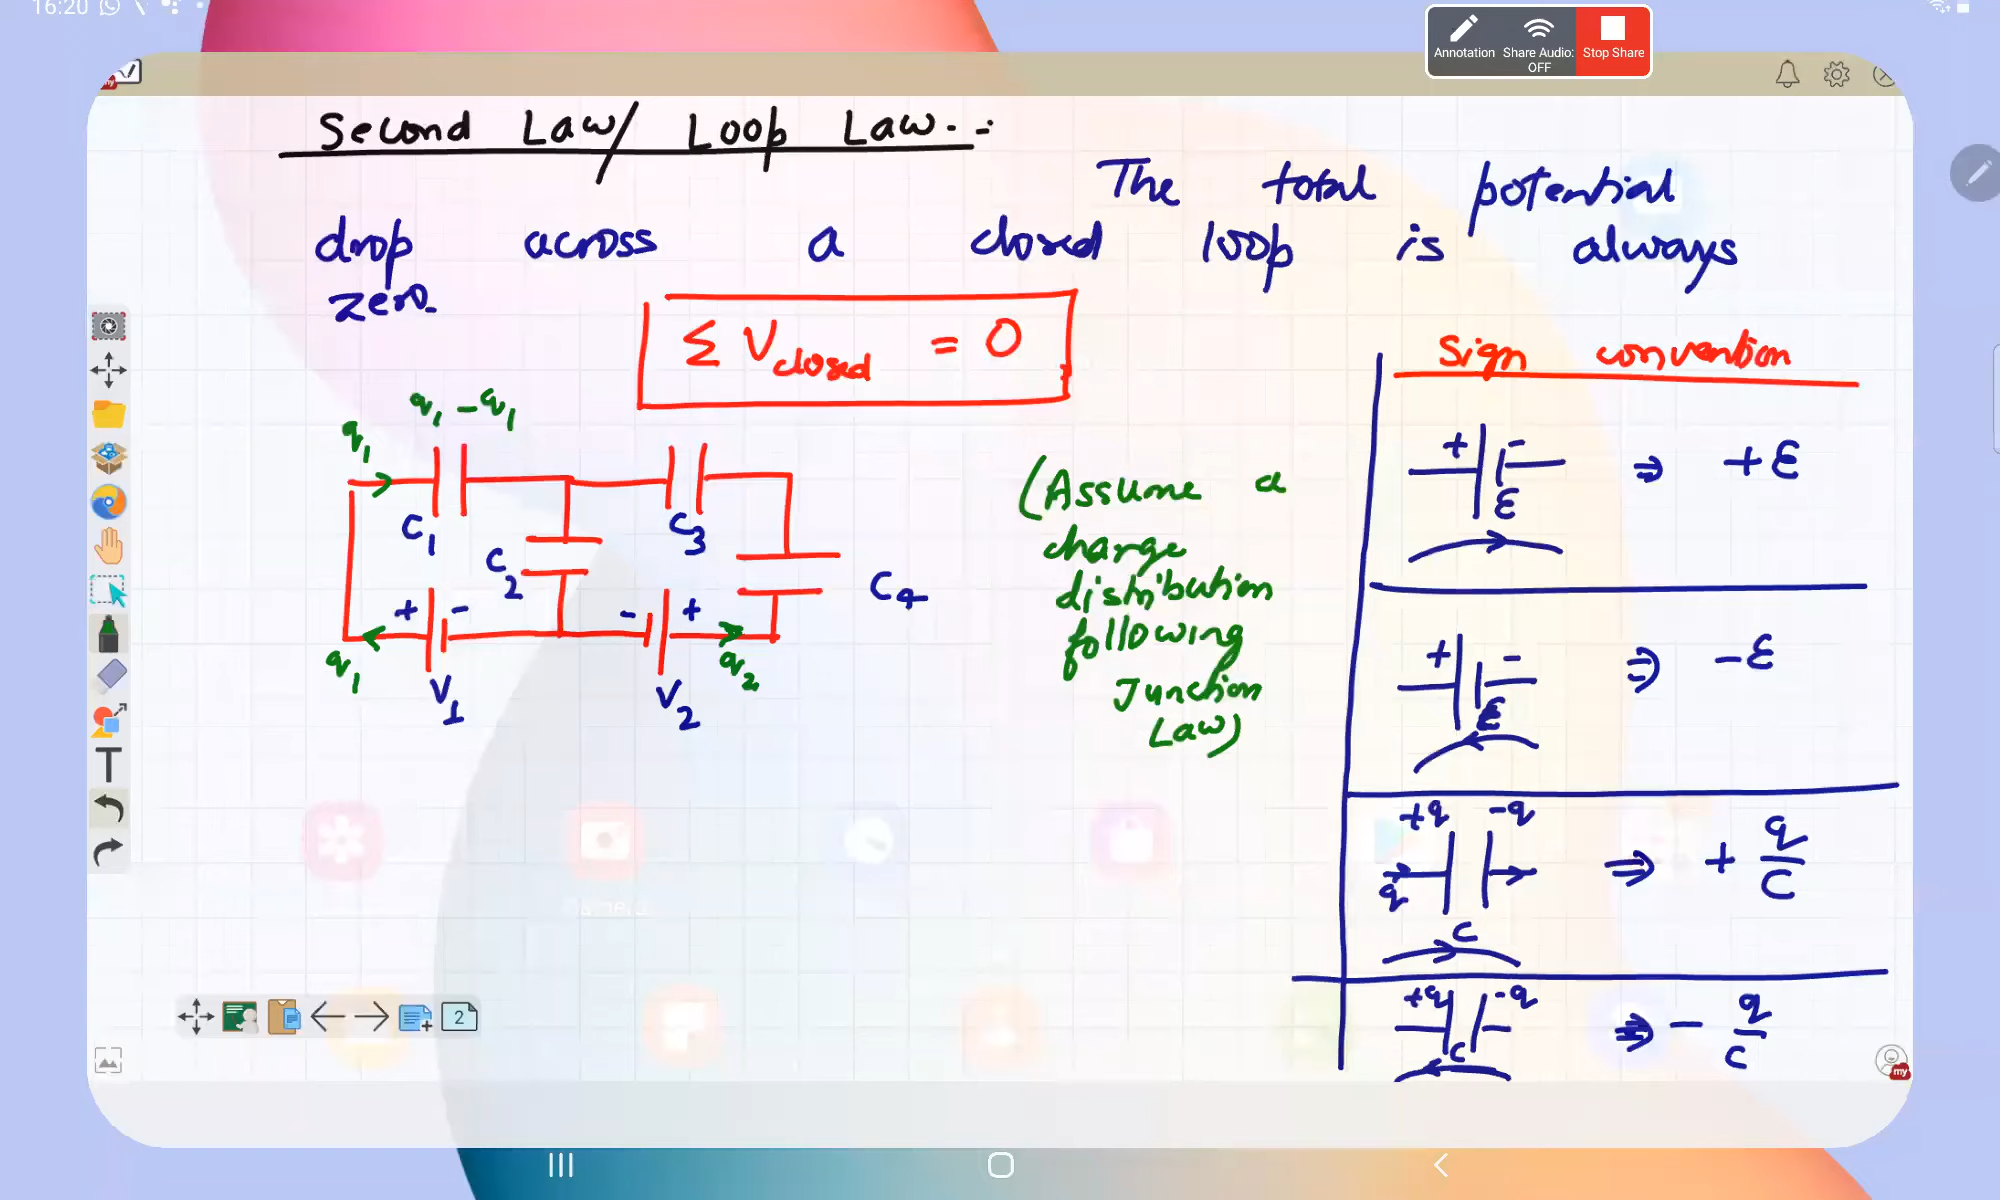 16:20
Annotation
Share Audio: OFF
Stop Share
Second Law/ Loop Law :-
The total potential
drop across a closed loop is always
zero.
Σ V closed = 0
Sign convention
q₁ -q₁
q₁
C₁
C₂
C₃
C₄
+ -
- +
q₁
q₂
V₁
V₂
(Assume a
charge
distribution
following
Junction
Law)
+ - ⇒ +ε
ε
+ - ⇒ -ε
ε
+q -q
q ⇒ + q/C
C
+q -q ⇒ - q/C
C
T
2
my